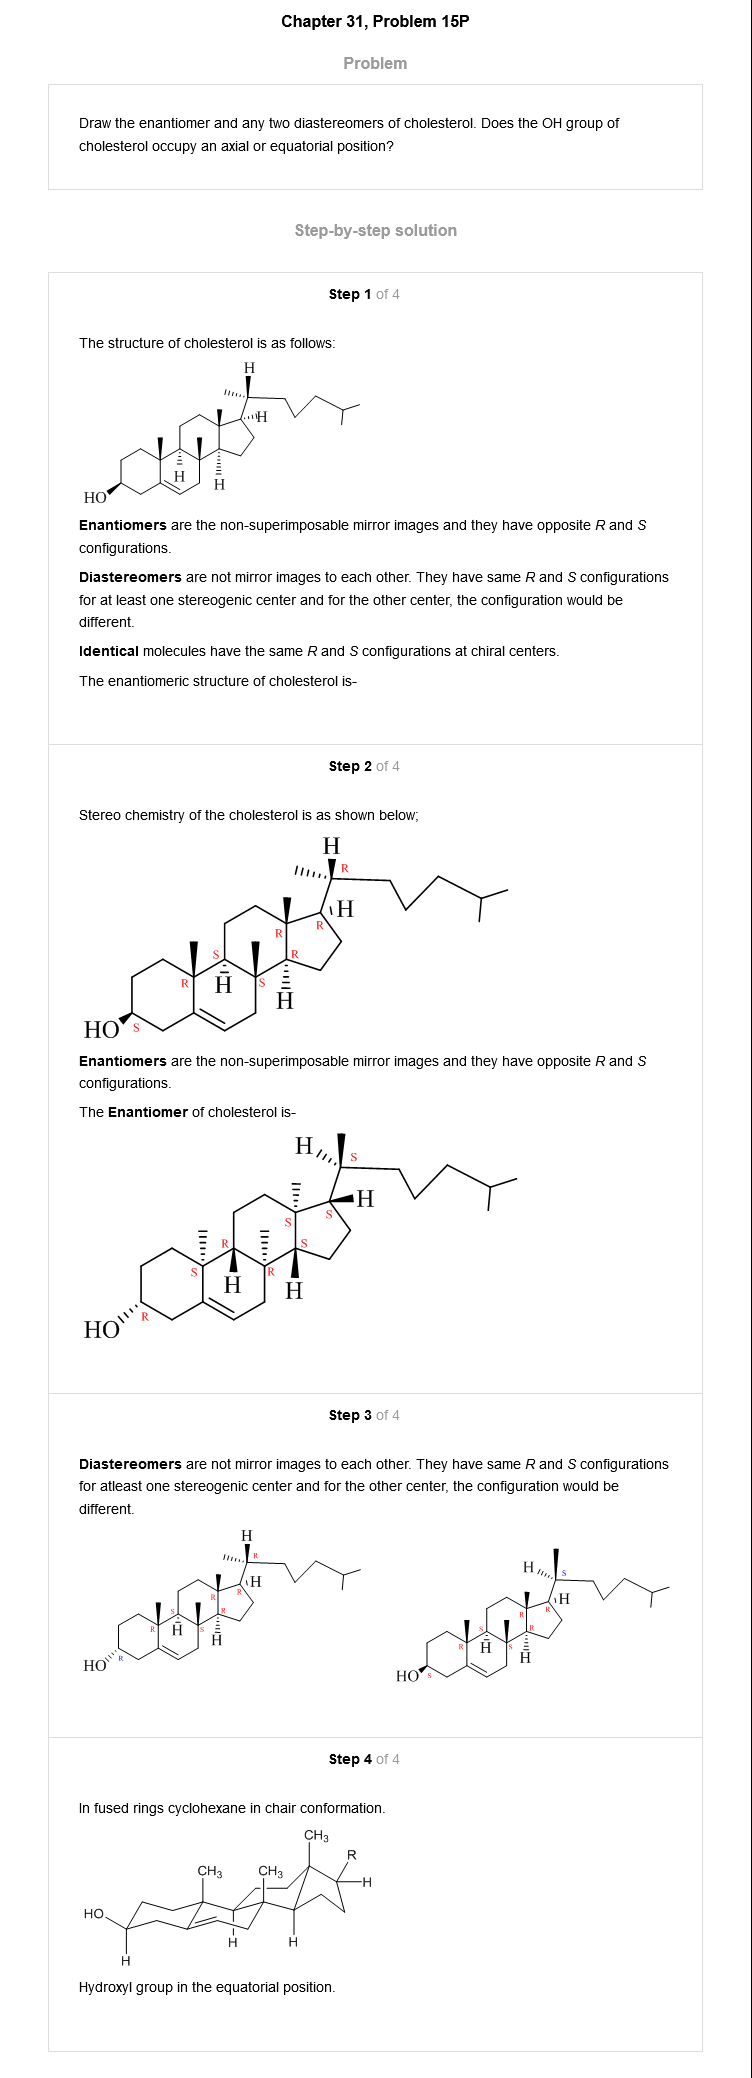 Chapter 31, Problem 15P
Problem
Draw the enantiomer and any two diastereomers of cholesterol. Does the OH group of
cholesterol occupy an axial or equatorial position?
Step-by-step solution
Step 1 of 4
The structure of cholesterol is as follows:
H
H
H
H
HO
Enantiomers are the non-superimposable mirror images and they have opposite R and S
configurations.
Diastereomers are not mirror images to each other. They have same R and S configurations
for at least one stereogenic center and for the other center, the configuration would be
different.
Identical molecules have the same R and S configurations at chiral centers.
The enantiomeric structure of cholesterol is-
Step 2 of 4
Stereo chemistry of the cholesterol is as shown below;
H
R
H
R
R
S
R
R
H
S
H
HO
S
Enantiomers are the non-superimposable mirror images and they have opposite R and S
configurations.
The Enantiomer of cholesterol is-
H
S
H
S
S
R
S
S
R
H
H
HO
R
Step 3 of 4
Diastereomers are not mirror images to each other. They have same R and S configurations
for atleast one stereogenic center and for the other center, the configuration would be
different.
H
R
H
R
R
S
R
R
H
S
H
HO
R
H
S
H
R
R
S
R
R
H
S
H
HO
S
Step 4 of 4
In fused rings cyclohexane in chair conformation.
CH3
R
CH3
CH3
H
HO
H
H
H
Hydroxyl group in the equatorial position.